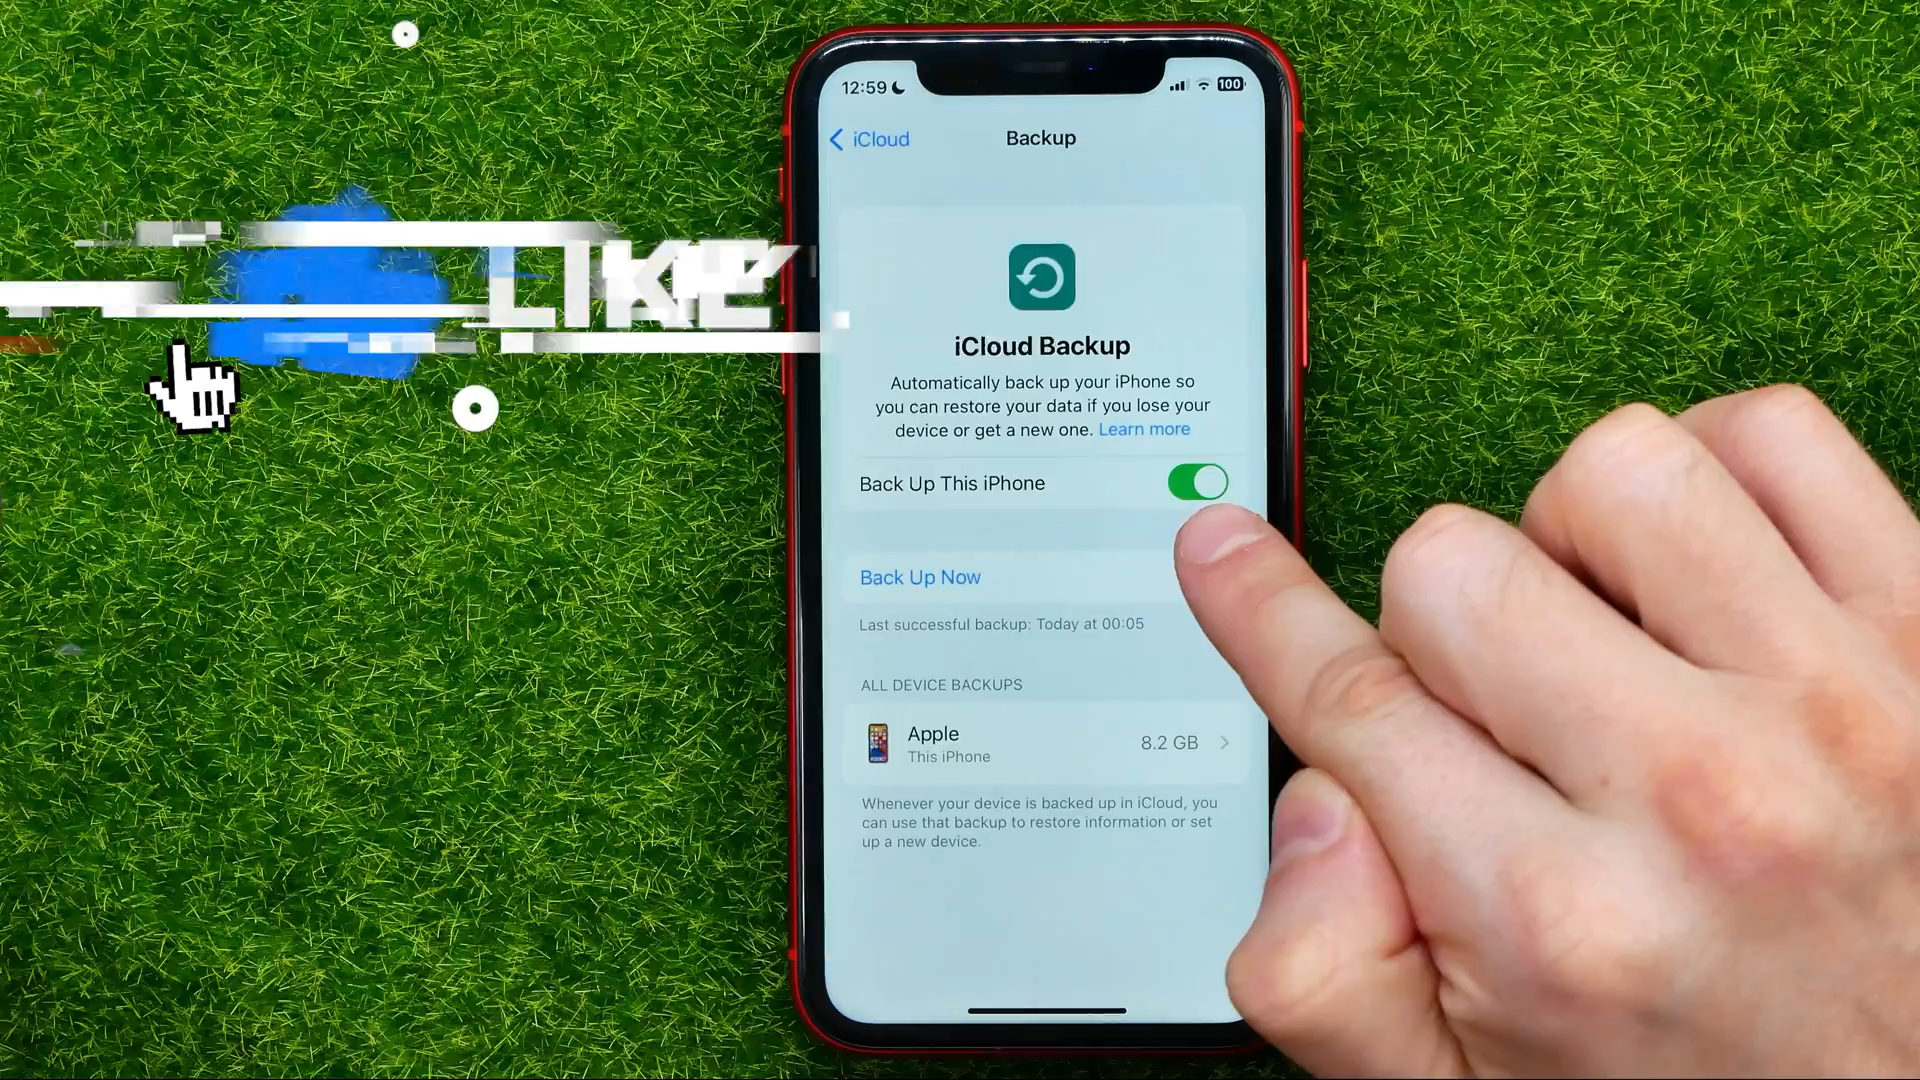 12:59
100
iCloud
Backup
LIKE
iCloud Backup
Automatically back up your iPhone so
you can restore your data if you lose your
device or get a new one. Learn more
Back Up This iPhone
Back Up Now
Last successful backup: Today at 00:05
ALL DEVICE BACKUPS
Apple
This iPhone
8.2 GB
Whenever your device is backed up in iCloud, you
can use that backup to restore information or set
up a new device.